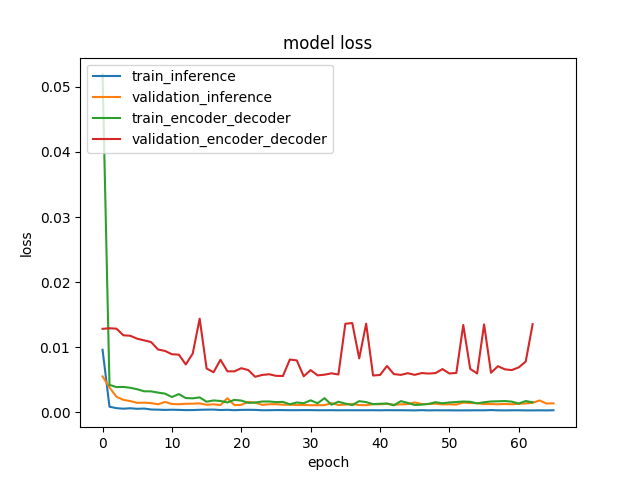 model loss
train_inference
validation_inference
train_encoder_decoder
validation_encoder_decoder
0.05
0.04
0.03
0.02
0.01
0.00
loss
0 10 20 30 40 50 60
epoch